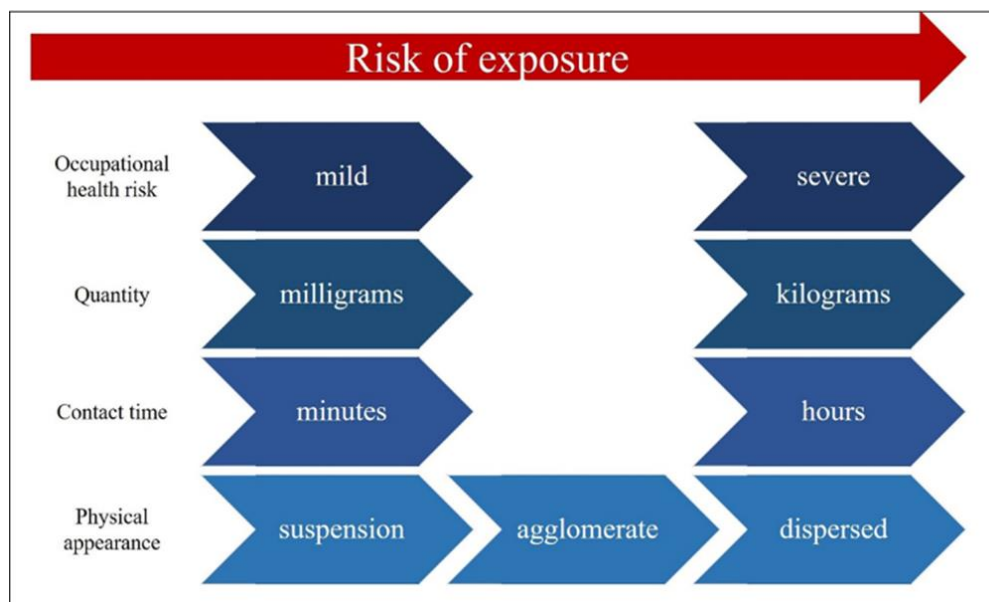 Risk of exposure
Occupational
health risk
mild
severe
Quantity
milligrams
kilograms
Contact time
minutes
hours
Physical
appearance
suspension
agglomerate
dispersed